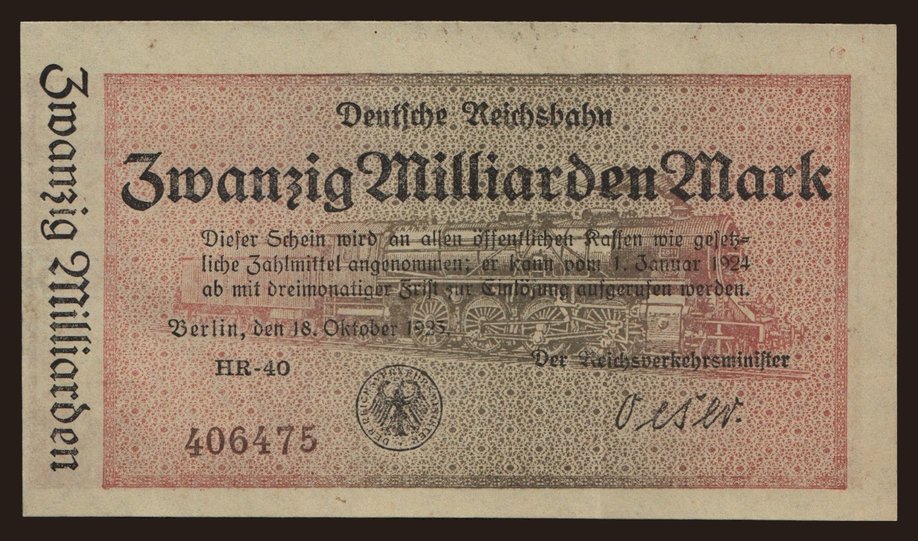 Zwanzig Milliarden
Deutsche Reichsbahn
Zwanzig Milliarden Mark
Dieser Schein wird an allen öffentlichen Kassen wie gesetz=
liche Zahlmittel angenommen; er kann vom 1. Januar 1924
ab mit dreimonatiger Frist zur Einlösung aufgerufen werden.
Berlin, den 18. Oktober 1923.
Der Reichsverkehrsminister
HR-40
Oeser.
406475